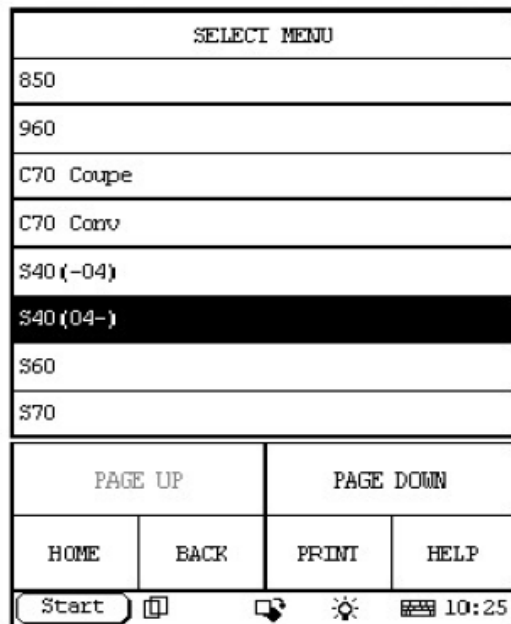 SELECT MENU
850
960
C70 Coupe
C70 Conv
S40(-04)
S40(04-)
S60
S70
PAGE UP PAGE DOWN
HOME BACK PRINT HELP
Start 10:25